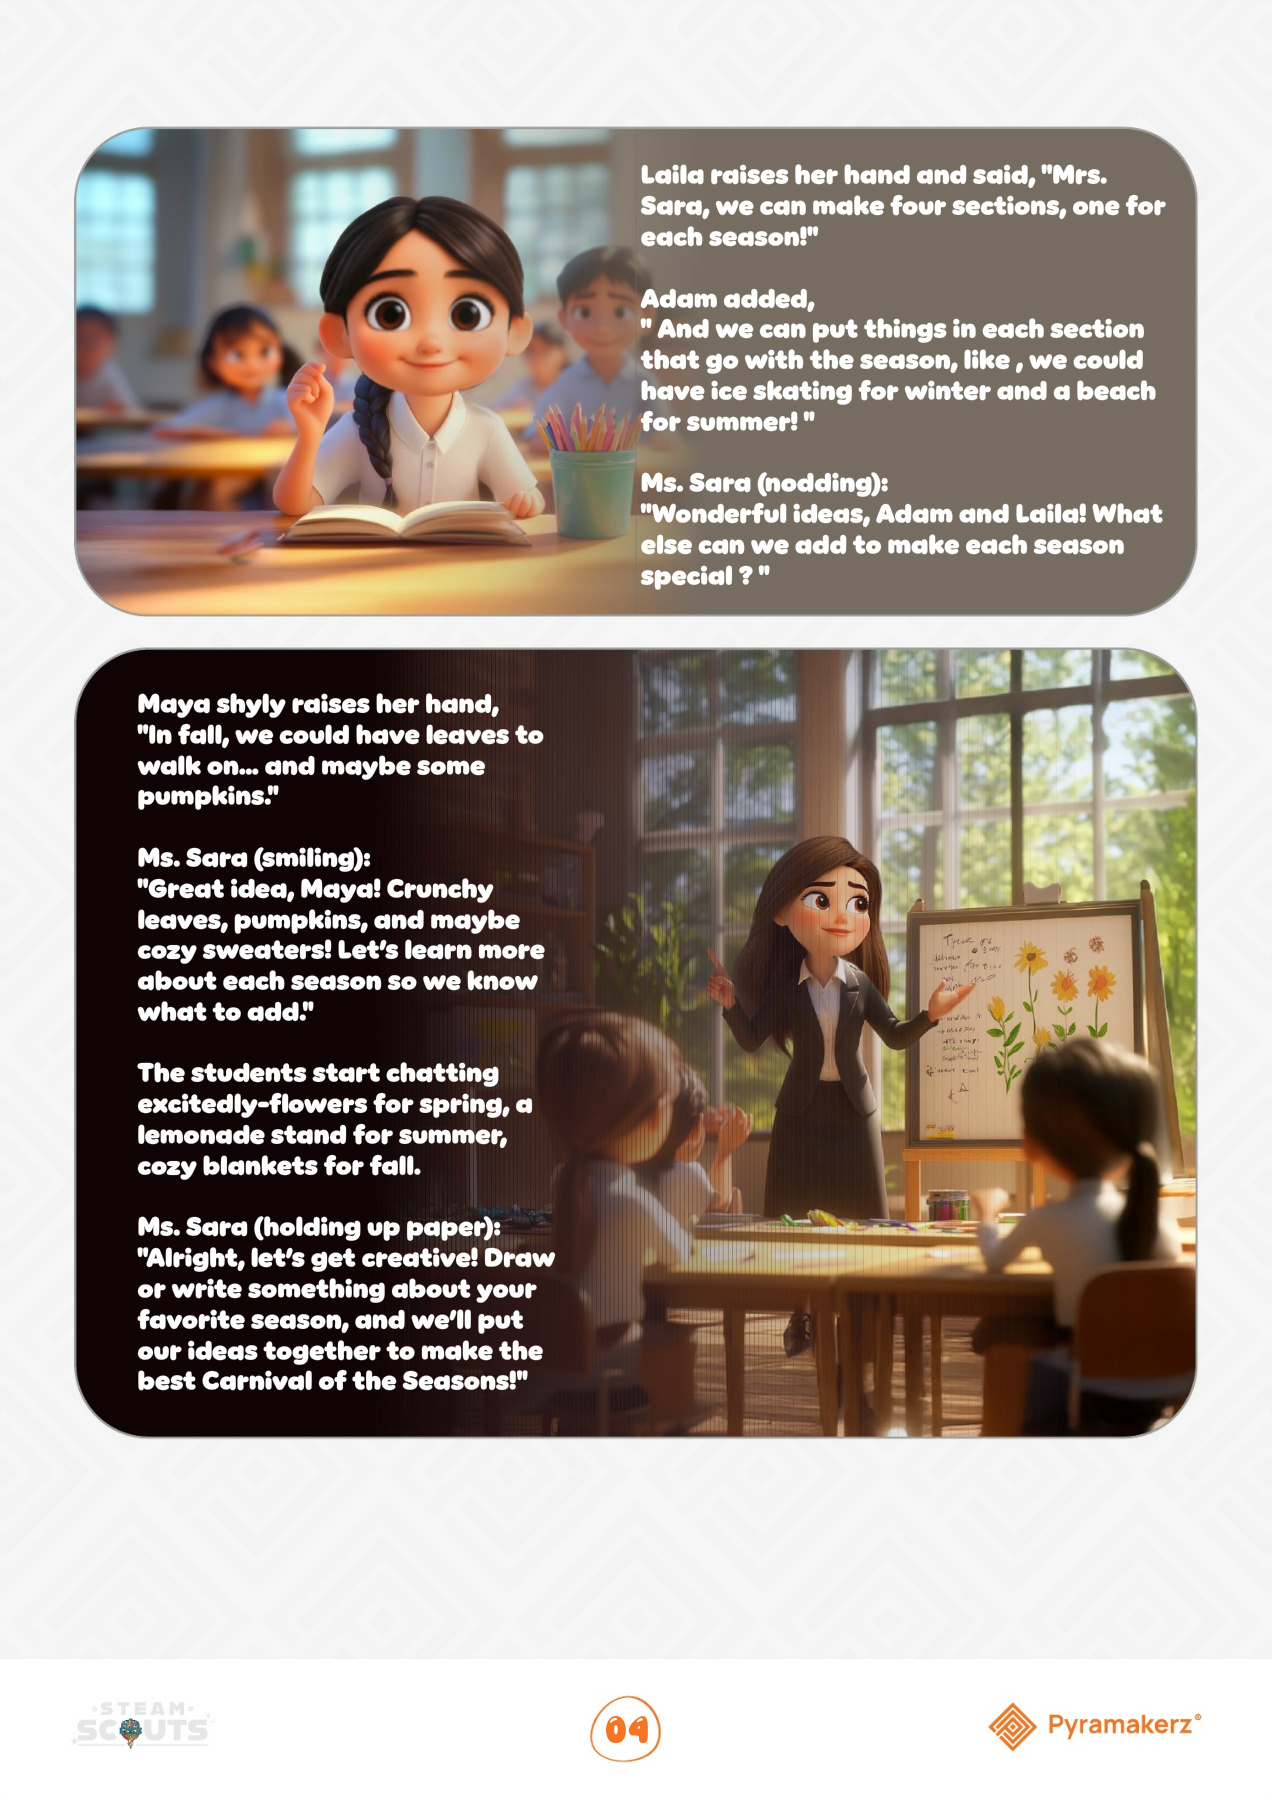 Laila raises her hand and said, "Mrs.
Sara, we can make four sections, one for
each season!"
Adam added,
" And we can put things in each section
that go with the season, like , we could
have ice skating for winter and a beach
for summer! "
Ms. Sara (nodding):
"Wonderful ideas, Adam and Laila! What
else can we add to make each season
special ? "
Maya shyly raises her hand,
"In fall, we could have leaves to
walk on... and maybe some
pumpkins."
Ms. Sara (smiling):
"Great idea, Maya! Crunchy
leaves, pumpkins, and maybe
cozy sweaters! Let's learn more
about each season so we know
what to add."
The students start chatting
excitedly-flowers for spring, a
lemonade stand for summer,
cozy blankets for fall.
Ms. Sara (holding up paper):
"Alright, let's get creative! Draw
or write something about your
favorite season, and we'll put
our ideas together to make the
best Carnival of the Seasons!"
STEAM
SCOUTS
04
Pyramakerz®